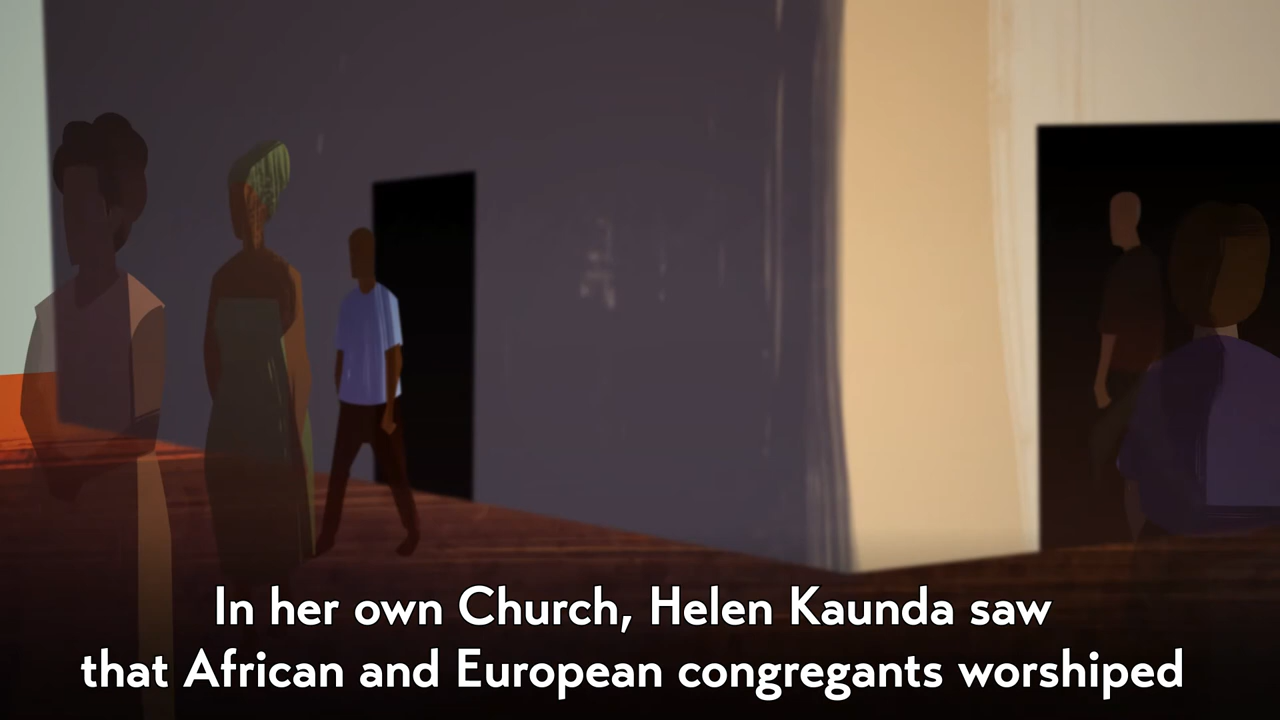 In her own Church, Helen Kaunda saw
that African and European congregants worshiped